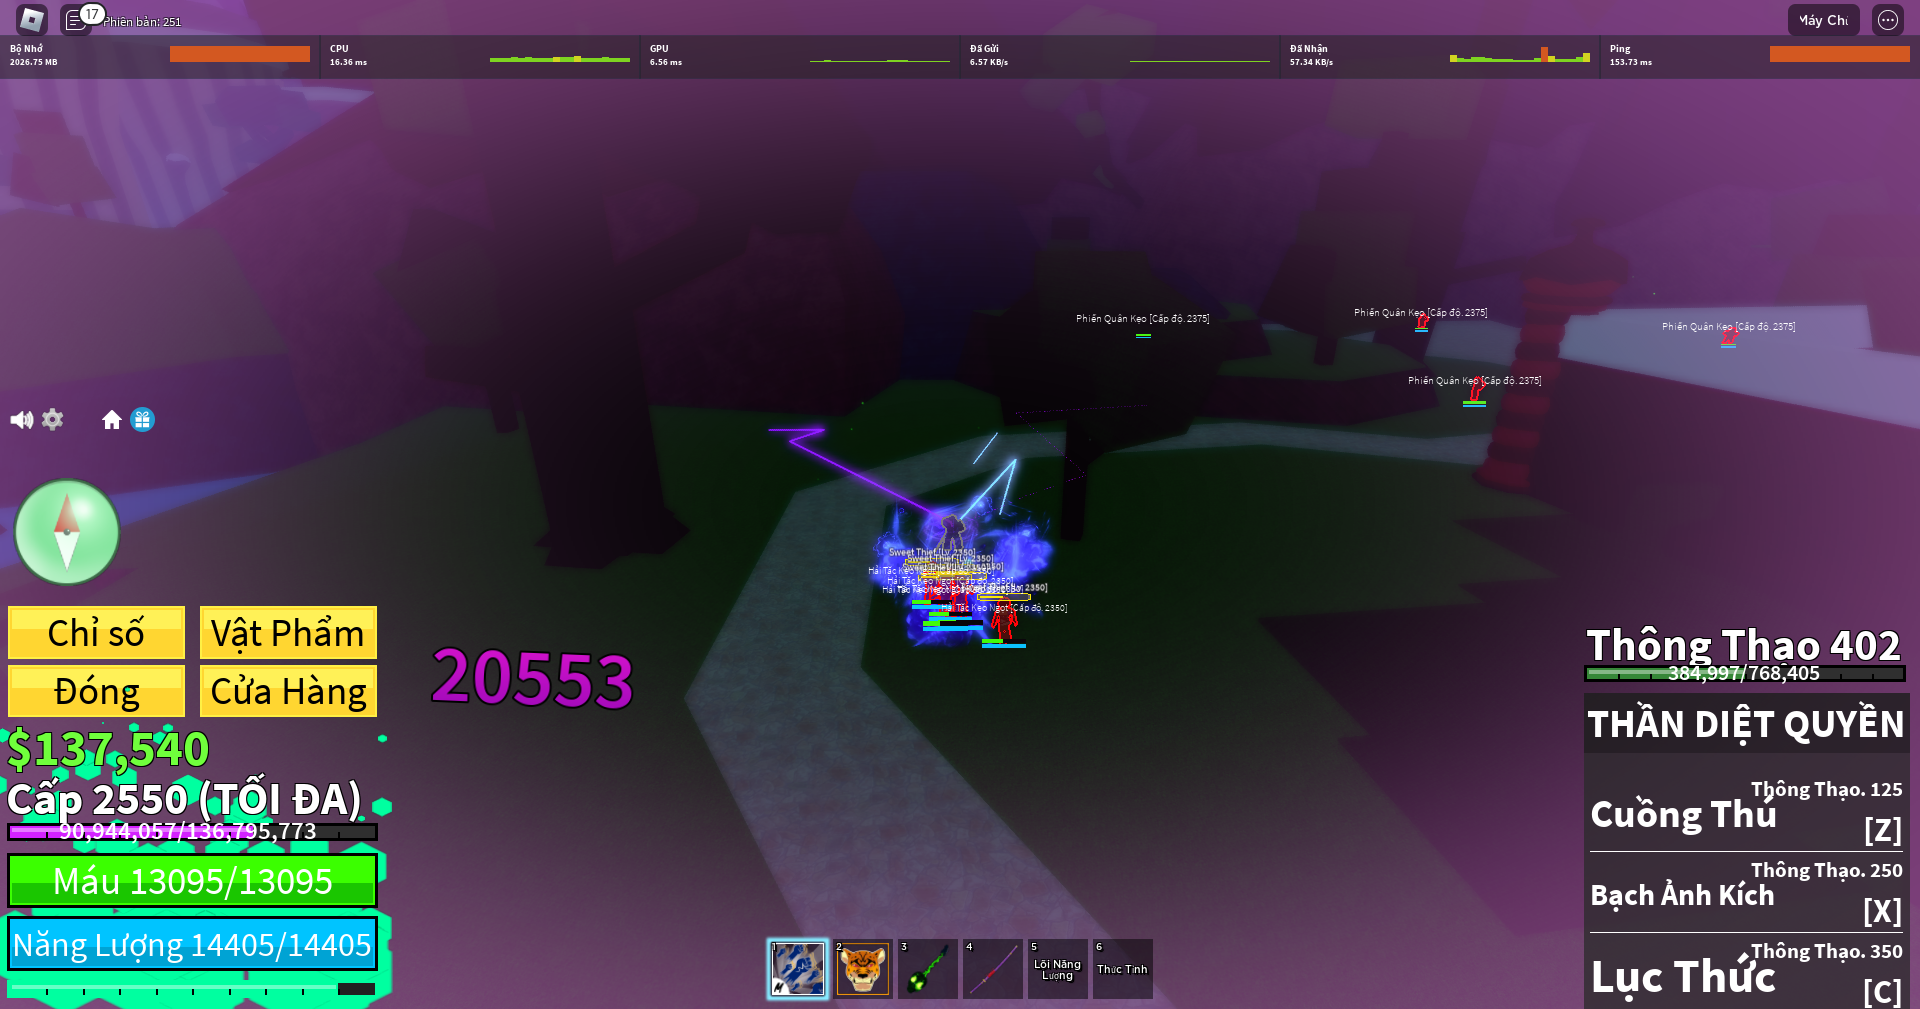 17
Phiên bản: 251
Máy Chủ
Bộ Nhớ
2026.75 MB
CPU
16.36 ms
GPU
6.56 ms
Đã Gửi
6.57 KB/s
Đã Nhận
57.34 KB/s
Ping
153.73 ms
Phiến Quân Kẹo [Cấp độ. 2375]
Phiến Quân Kẹo [Cấp độ. 2375]
Phiến Quân Kẹo [Cấp độ. 2375]
Phiến Quân Kẹo [Cấp độ. 2375]
Sweet Thief [Lv. 2350]
Sweet Thief [Lv. 2350]
Hải Tặc Kẹo Ngọt [Cấp độ. 2350]
Hải Tặc Kẹo Ngọt [Cấp độ. 2350]
Chỉ số
Vật Phẩm
Đóng
Cửa Hàng
20553
$137,540
Cấp 2550 (TỐI ĐA)
90,944,057/136,795,773
Máu 13095/13095
Năng Lượng 14405/14405
1
2
3
4
5
Lõi Năng
Lượng
6
Thức Tỉnh
Thông Thạo 402
384,997/768,405
THẦN DIỆT QUYỀN
Thông Thạo. 125
Cuồng Thú
[Z]
Thông Thạo. 250
Bạch Ảnh Kích
[X]
Thông Thạo. 350
Lục Thức
[C]